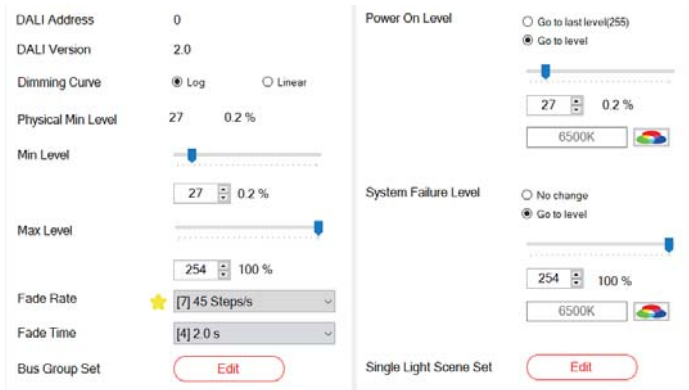 DALI Address 0
DALI Version 2.0
Dimming Curve Log Linear
Physical Min Level 27 0.2 %
Min Level
27 0.2 %
Max Level
254 100 %
Fade Rate [7] 45 Steps/s
Fade Time [4] 2.0 s
Bus Group Set Edit
Power On Level Go to last level(255)
Go to level
27 0.2 %
6500K
System Failure Level No change
Go to level
254 100 %
6500K
Single Light Scene Set Edit